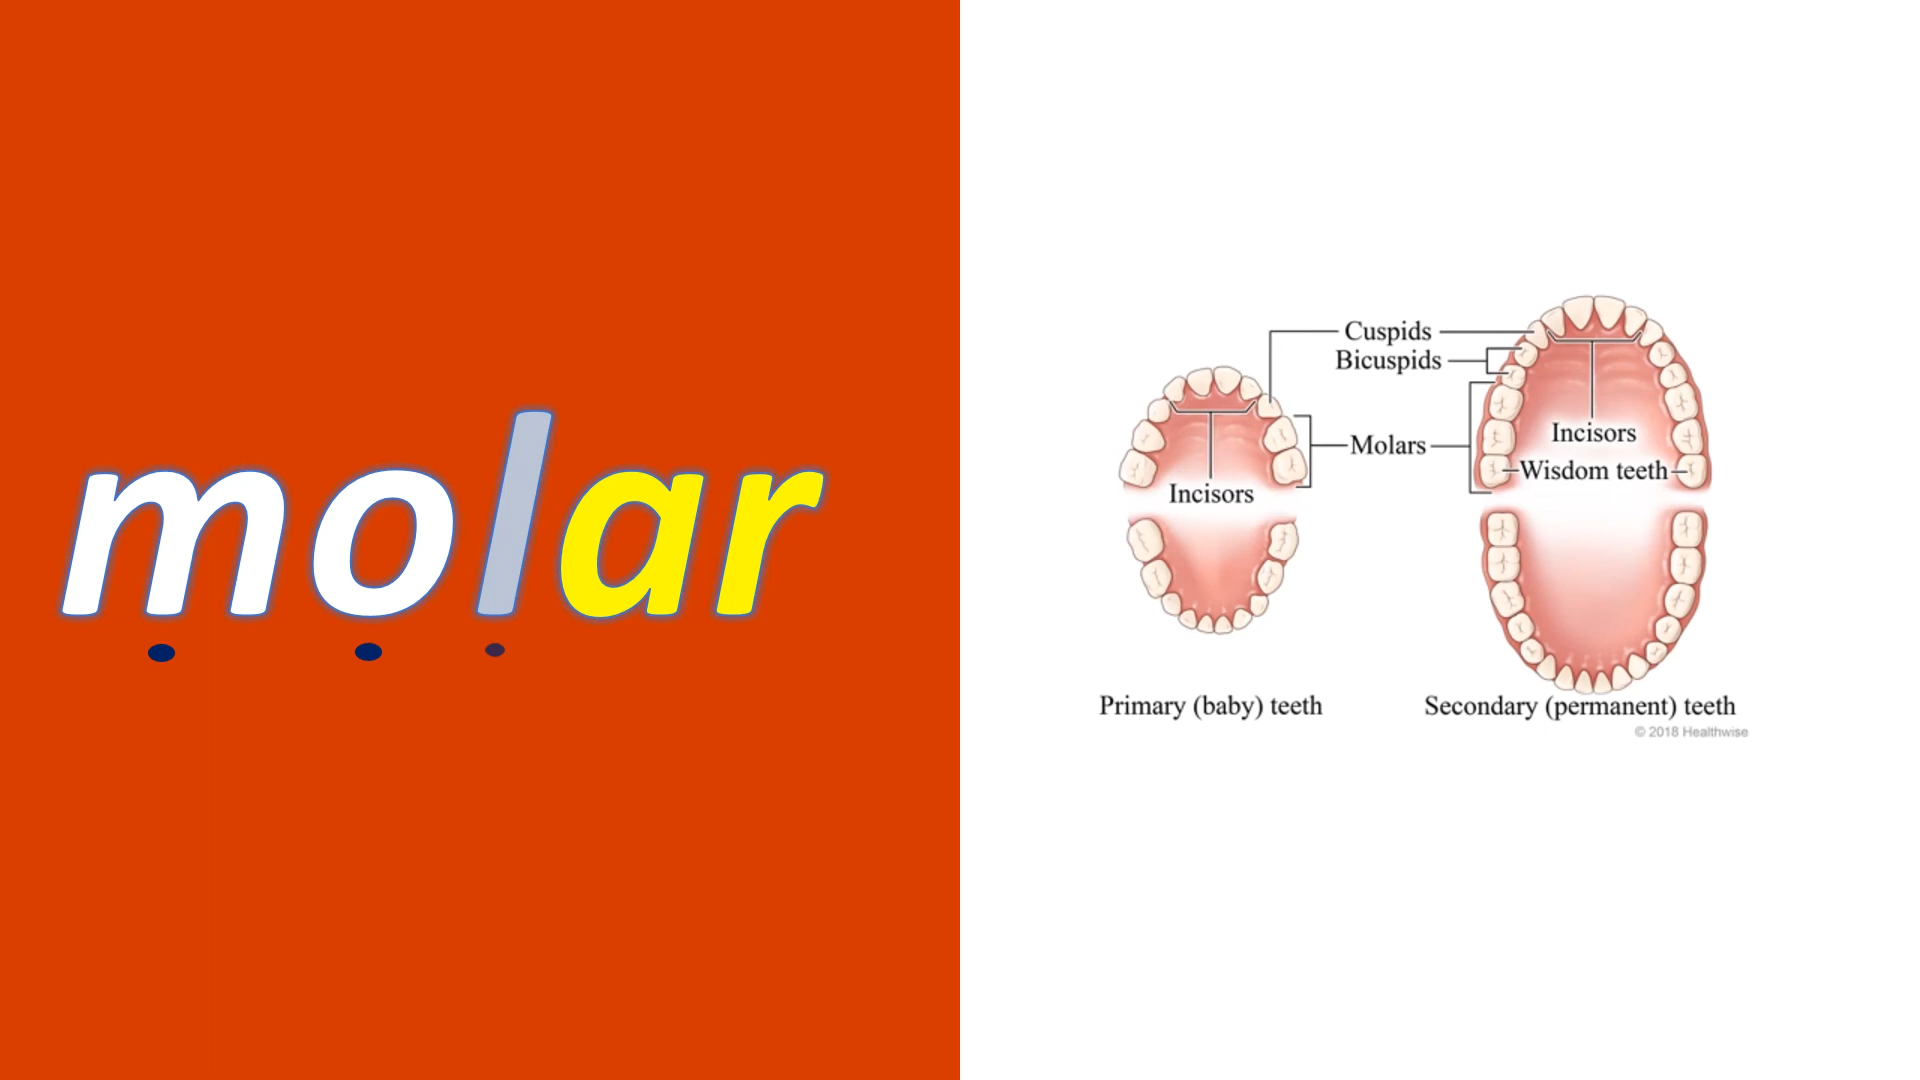 molar
Cuspids
Bicuspids
Molars
Incisors
Wisdom teeth
Incisors
Primary (baby) teeth
Secondary (permanent) teeth
© 2018 Healthwise